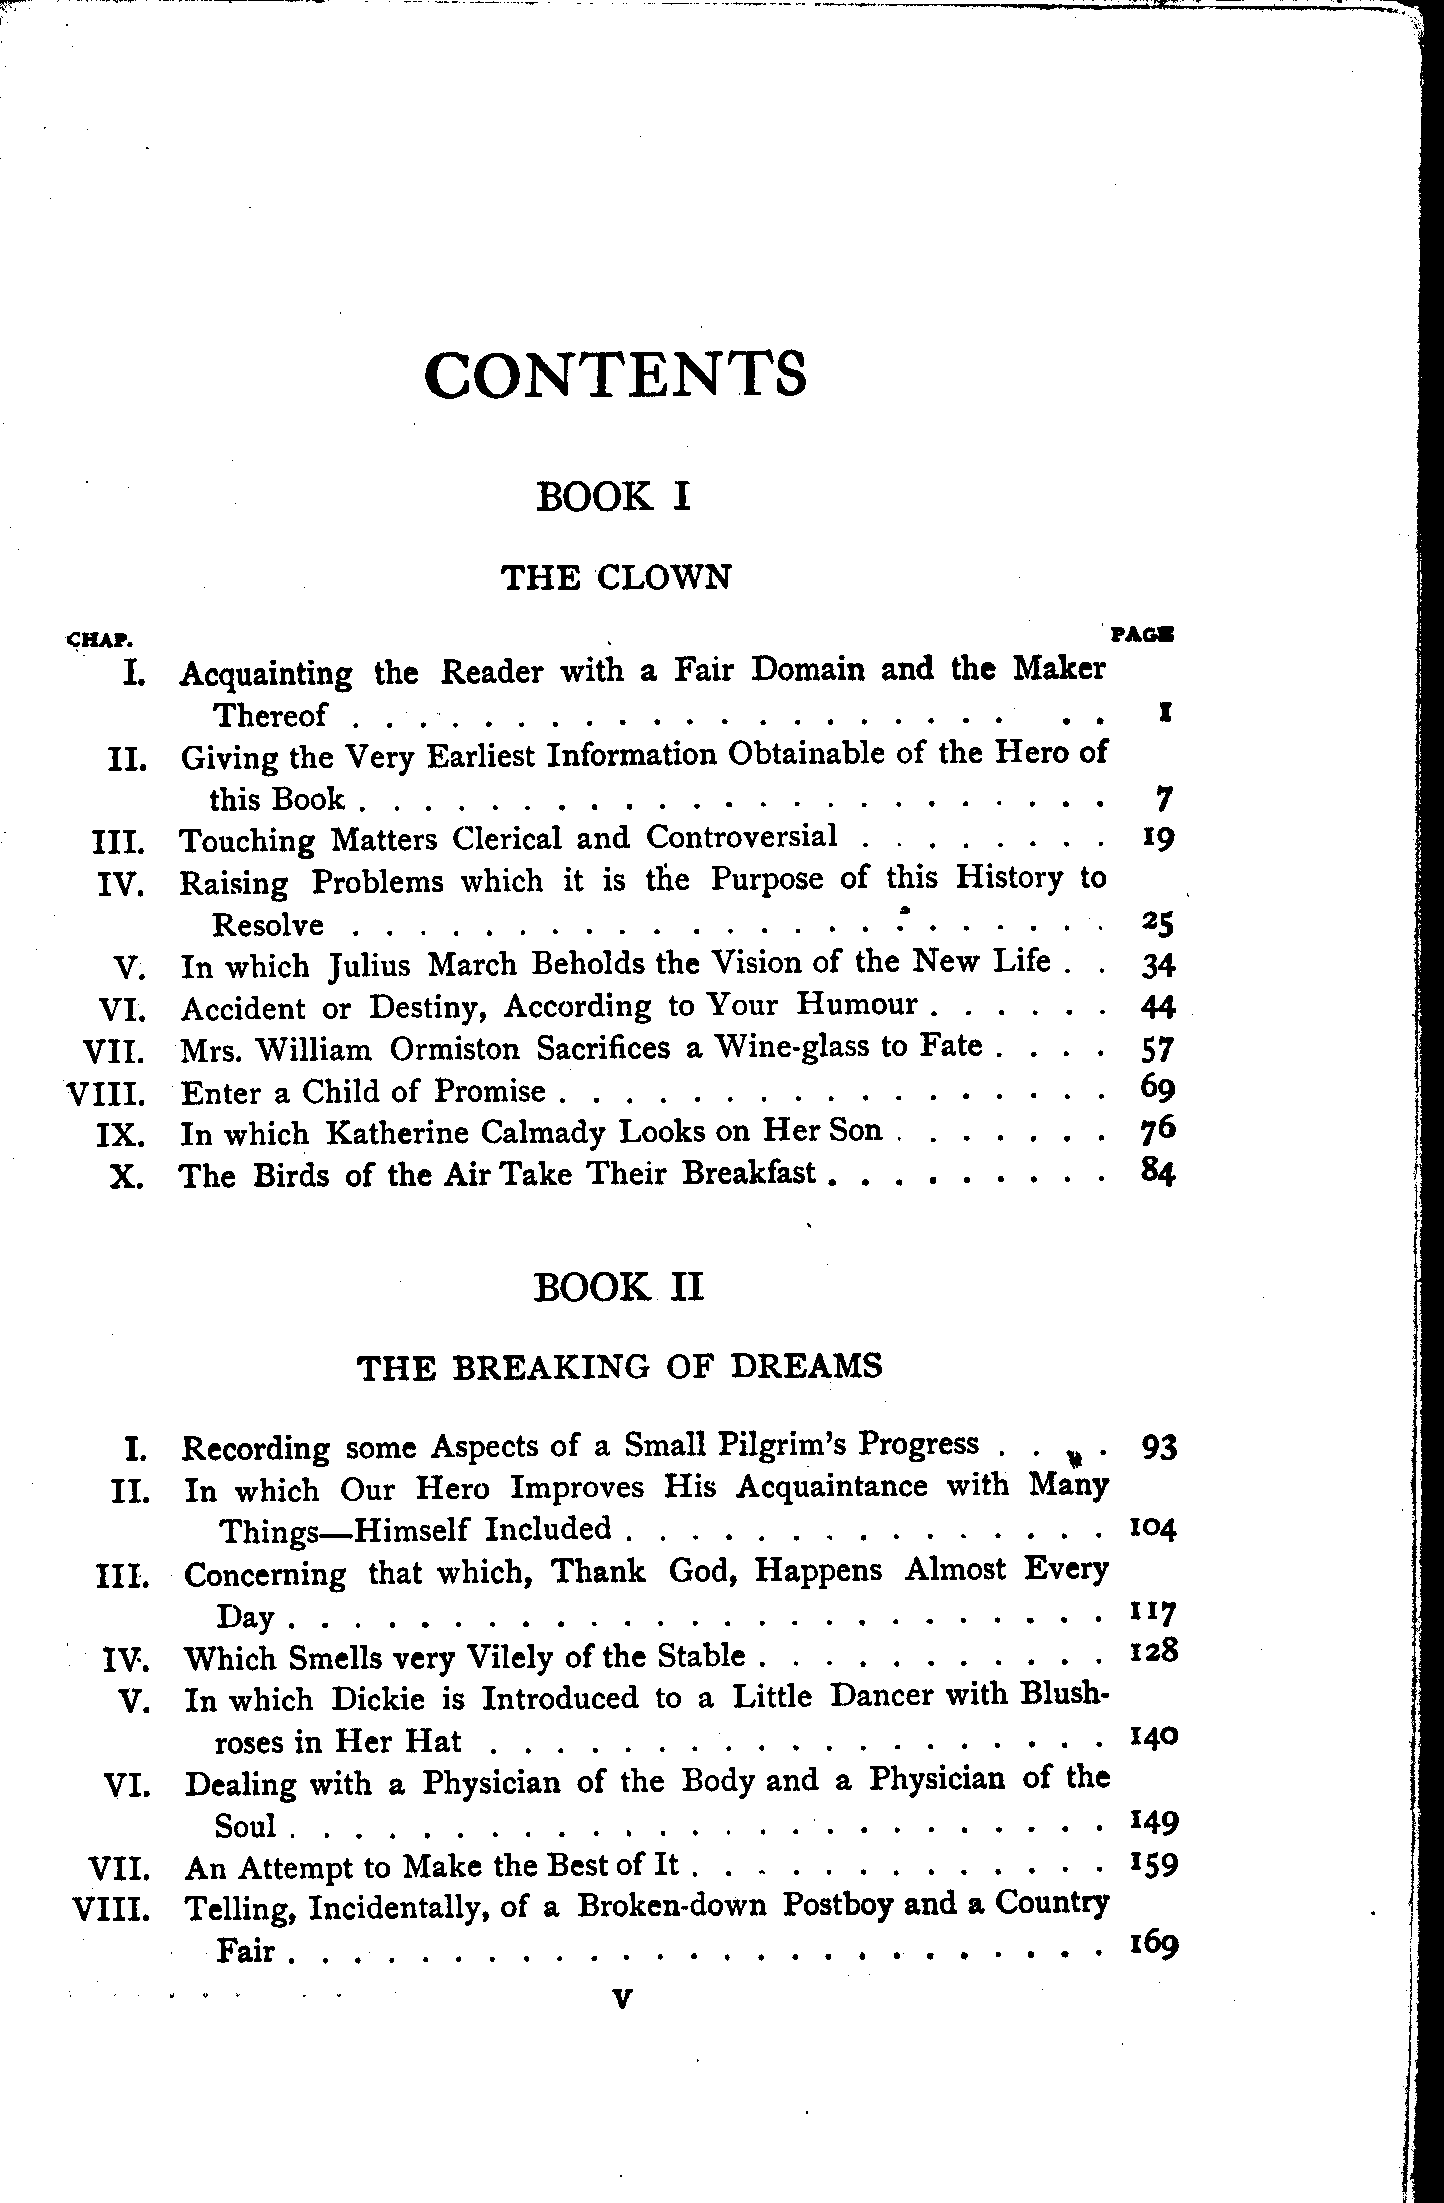 CONTENTS
BOOK I
THE CLOWN
CHAP. PAGE
I. Acquainting the Reader with a Fair Domain and the Maker
Thereof . . . . . . . . . . . . . . . . . . . . . . 1
II. Giving the Very Earliest Information Obtainable of the Hero of
this Book . . . . . . . . . . . . . . . . . . . . . . . 7
III. Touching Matters Clerical and Controversial . . . . . . . . 19
IV. Raising Problems which it is the Purpose of this History to
Resolve . . . . . . . . . . . . . . . . . . . . . . . 25
V. In which Julius March Beholds the Vision of the New Life . . 34
VI. Accident or Destiny, According to Your Humour . . . . . . 44
VII. Mrs. William Ormiston Sacrifices a Wine-glass to Fate . . . . 57
VIII. Enter a Child of Promise . . . . . . . . . . . . . . . . . 69
IX. In which Katherine Calmady Looks on Her Son . . . . . . . 76
X. The Birds of the Air Take Their Breakfast . . . . . . . . . 84
BOOK II
THE BREAKING OF DREAMS
I. Recording some Aspects of a Small Pilgrim's Progress . . . . 93
II. In which Our Hero Improves His Acquaintance with Many
Things—Himself Included . . . . . . . . . . . . . . . 104
III. Concerning that which, Thank God, Happens Almost Every
Day . . . . . . . . . . . . . . . . . . . . . . . . . 117
IV. Which Smells very Vilely of the Stable . . . . . . . . . . . 128
V. In which Dickie is Introduced to a Little Dancer with Blush-
roses in Her Hat . . . . . . . . . . . . . . . . . . . 140
VI. Dealing with a Physician of the Body and a Physician of the
Soul . . . . . . . . . . . . . . . . . . . . . . . . . 149
VII. An Attempt to Make the Best of It . . . . . . . . . . . . . 159
VIII. Telling, Incidentally, of a Broken-down Postboy and a Country
Fair . . . . . . . . . . . . . . . . . . . . . . . . . 169
v